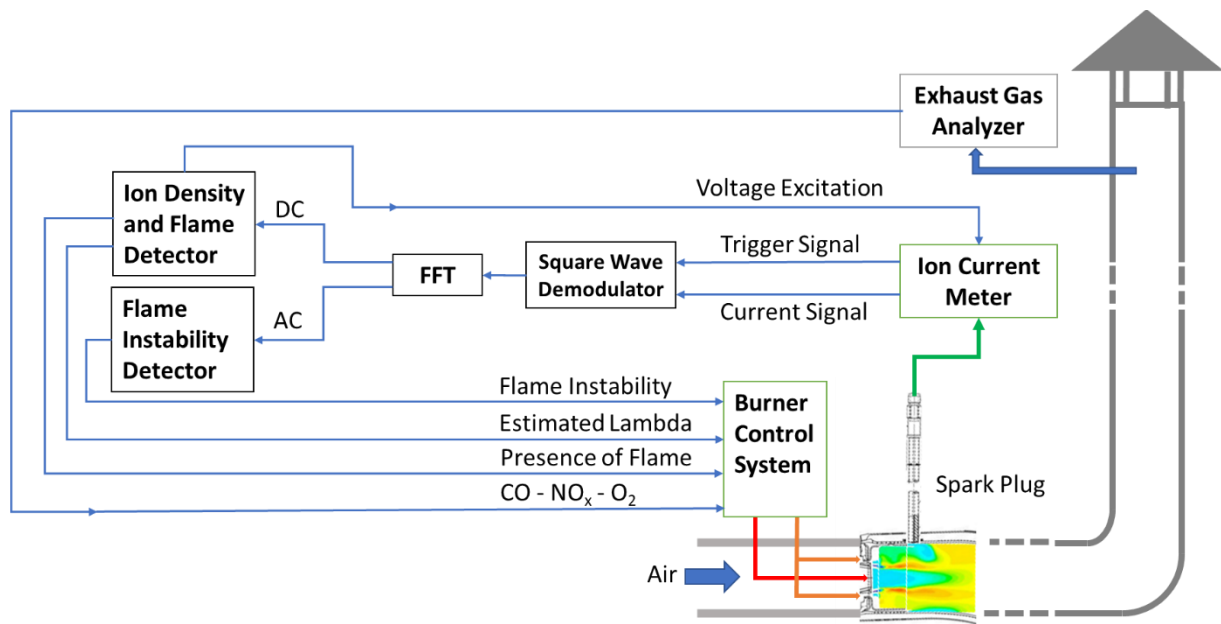 Exhaust Gas
Analyzer
Ion Density
and Flame
Detector
DC
Voltage Excitation
Trigger Signal
FFT
Square Wave
Demodulator
Ion Current
Meter
Current Signal
Flame
Instability
Detector
AC
Flame Instability
Estimated Lambda
Presence of Flame
CO - NOₓ - O₂
Burner
Control
System
Spark Plug
Air